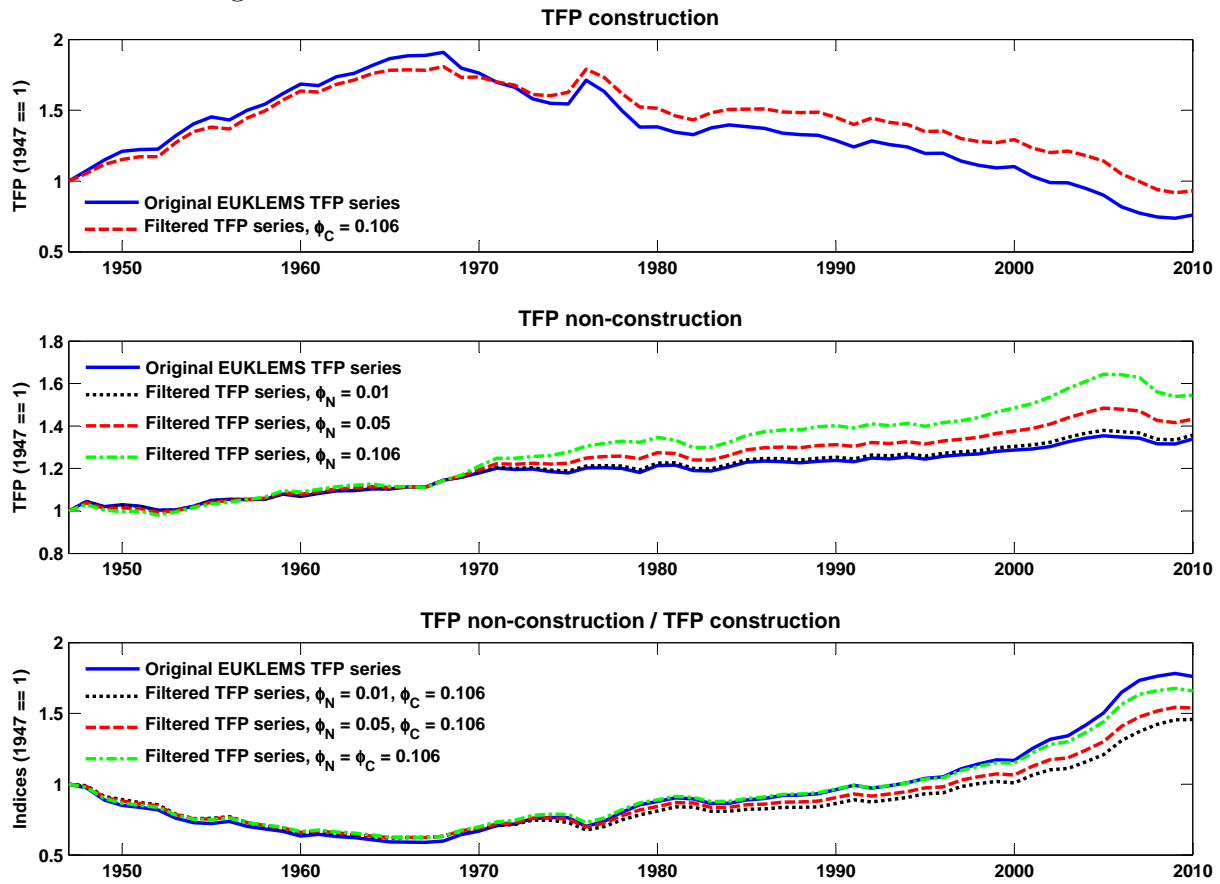 TFP construction
TFP (1947 == 1)
2
1.5
1
0.5
Original EUKLEMS TFP series
Filtered TFP series, ϕC = 0.106
1950 1960 1970 1980 1990 2000 2010
TFP non-construction
TFP (1947 == 1)
1.8
1.6
1.4
1.2
1
0.8
Original EUKLEMS TFP series
Filtered TFP series, ϕN = 0.01
Filtered TFP series, ϕN = 0.05
Filtered TFP series, ϕN = 0.106
1950 1960 1970 1980 1990 2000 2010
TFP non-construction / TFP construction
Indices (1947 == 1)
2
1.5
1
0.5
Original EUKLEMS TFP series
Filtered TFP series, ϕN = 0.01, ϕC = 0.106
Filtered TFP series, ϕN = 0.05, ϕC = 0.106
Filtered TFP series, ϕN = ϕC = 0.106
1950 1960 1970 1980 1990 2000 2010